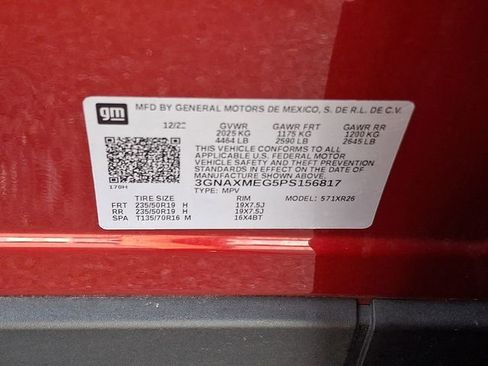 gm MFD BY GENERAL MOTORS DE MEXICO, S. DE R.L. DE C.V.
12/22 GVWR GAWR FRT GAWR RR
2025 KG 1175 KG 1200 KG
4464 LB 2590 LB 2645 LB
THIS VEHICLE CONFORMS TO ALL
APPLICABLE U.S. FEDERAL MOTOR
VEHICLE SAFETY AND THEFT PREVENTION
STANDARDS IN EFFECT ON THE DATE OF
MANUFACTURE SHOWN ABOVE.
3GNAXMEG5PS156817
170H TYPE: MPV
TIRE SIZE RIM MODEL: 571XR26
FRT 235/50R19 H 19X7.5J
RR 235/50R19 H 19X7.5J
SPA T135/70R16 M 16X4BT